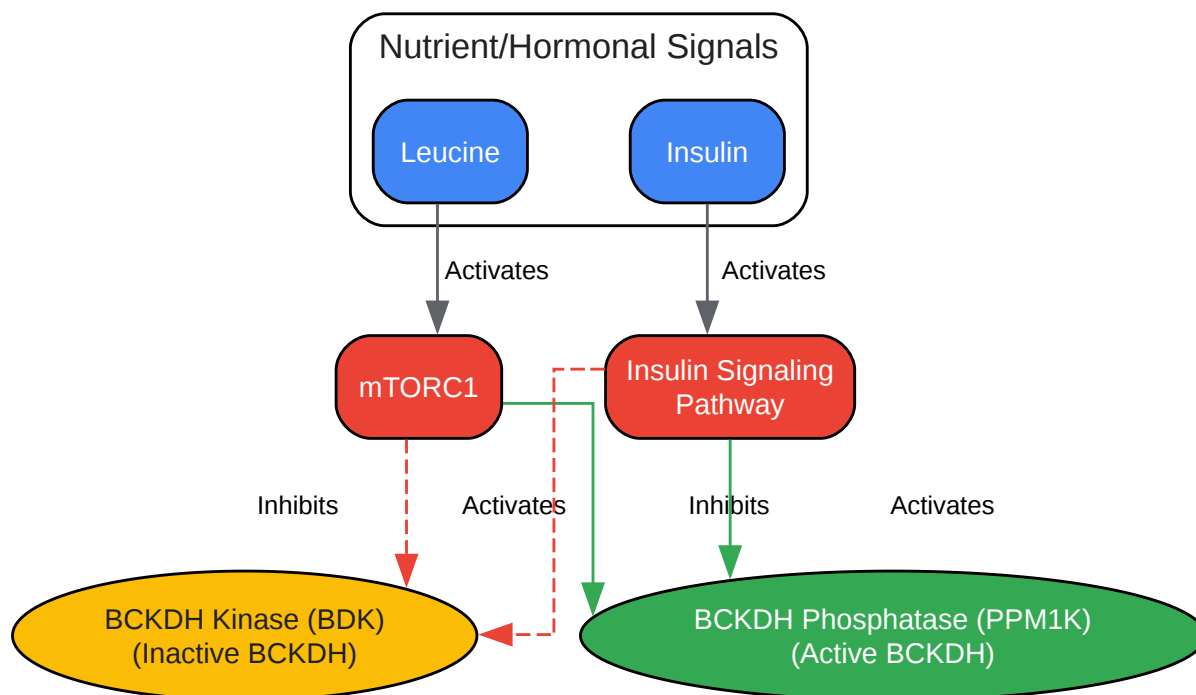 Nutrient/Hormonal Signals
Leucine
Insulin
Activates
Activates
mTORC1
Insulin Signaling
Pathway
Inhibits
Activates
Inhibits
Activates
BCKDH Kinase (BDK)
(Inactive BCKDH)
BCKDH Phosphatase (PPM1K)
(Active BCKDH)